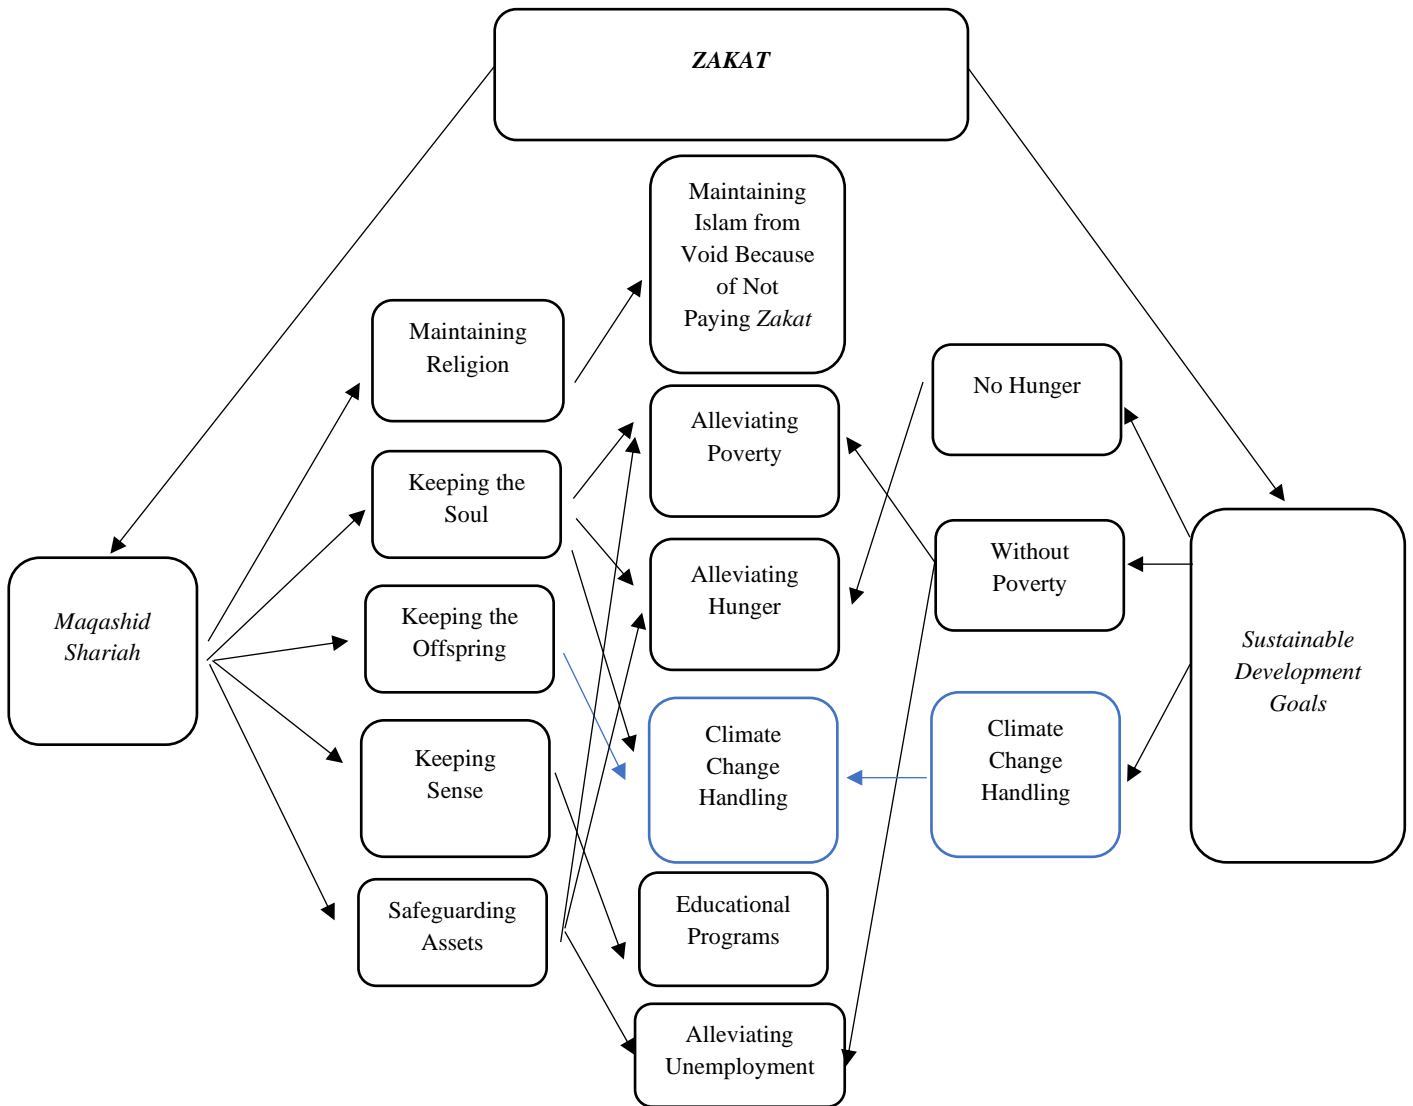 ZAKAT
Maintaining
Islam from
Void Because
of Not
Paying Zakat
Maintaining
Religion
No Hunger
Alleviating
Poverty
Keeping the
Soul
Without
Poverty
Alleviating
Hunger
Maqashid
Shariah
Keeping the
Offspring
Sustainable
Development
Goals
Climate
Change
Handling
Climate
Change
Handling
Keeping
Sense
Educational
Programs
Safeguarding
Assets
Alleviating
Unemployment